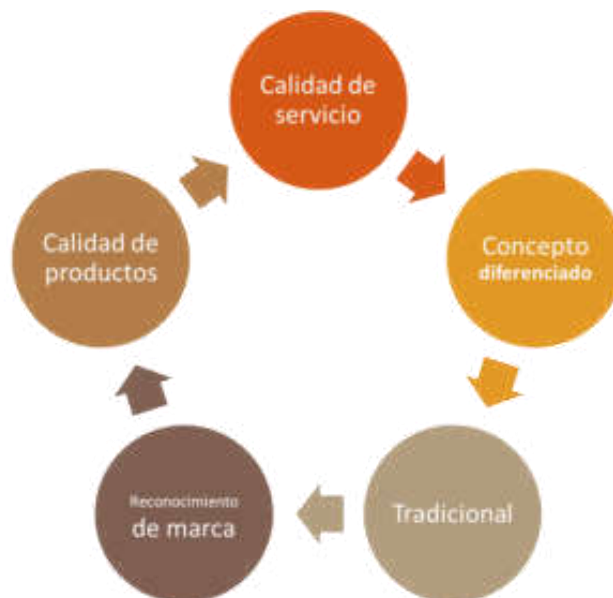 Calidad de
servicio
Concepto
diferenciado
Tradicional
Reconocimiento
de marca
Calidad de
productos